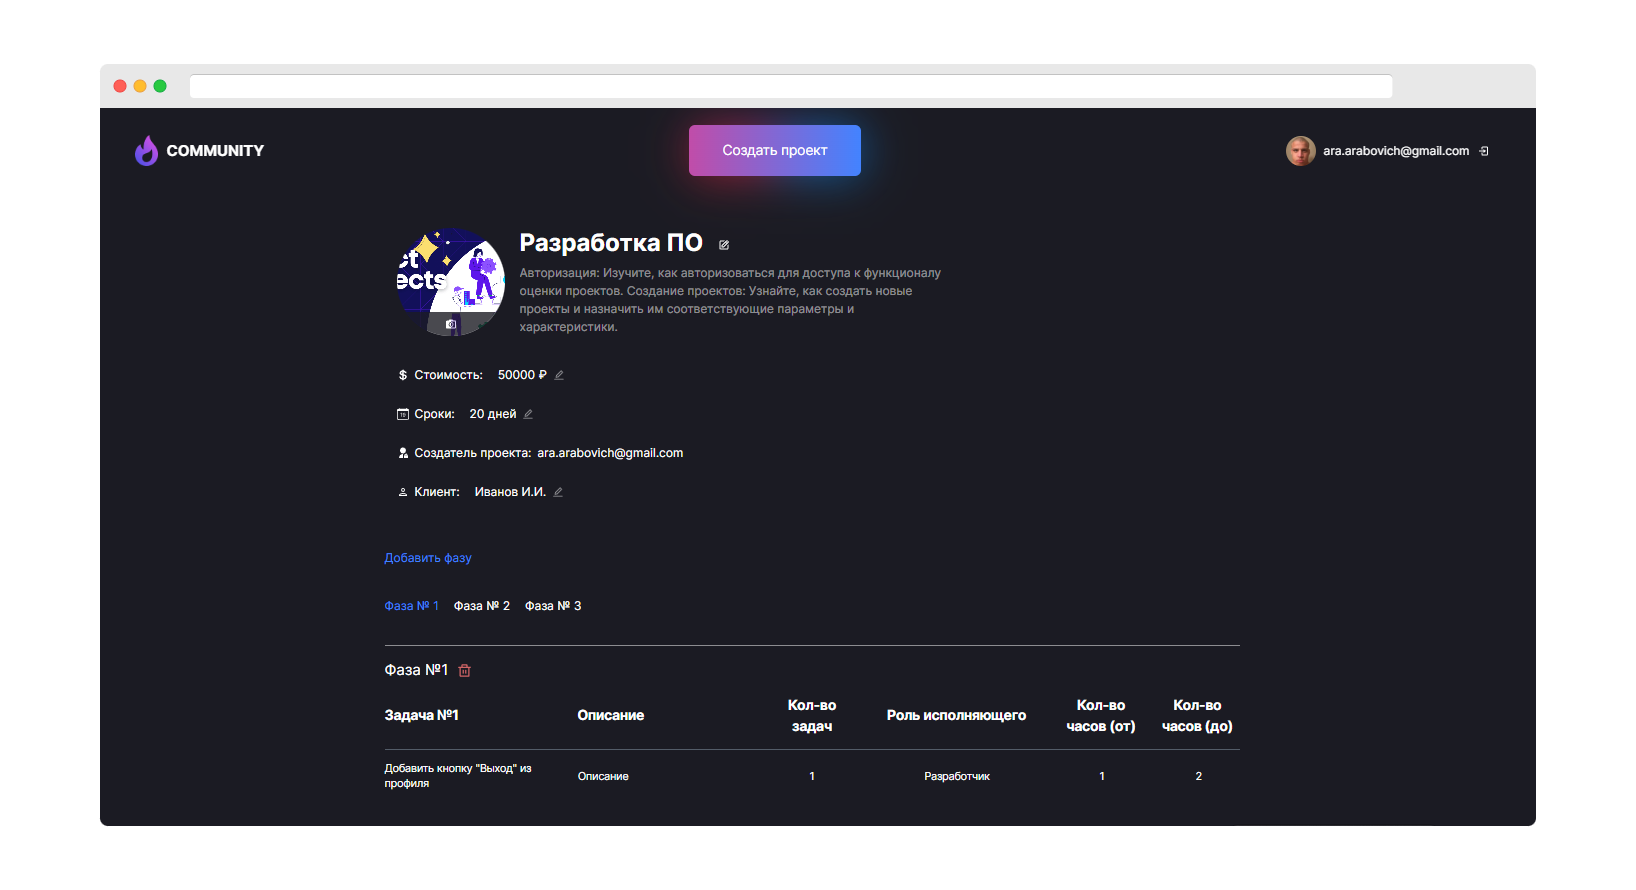 COMMUNITY
Создать проект
ara.arabovich@gmail.com
ct
ects
Разработка ПО
Авторизация: Изучите, как авторизоваться для доступа к функционалу
оценки проектов. Создание проектов: Узнайте, как создать новые
проекты и назначить им соответствующие параметры и
характеристики.
$ Стоимость: 50000 ₽
Сроки: 20 дней
Создатель проекта: ara.arabovich@gmail.com
Клиент: Иванов И.И.
Добавить фазу
Фаза № 1 Фаза № 2 Фаза № 3
Фаза №1
Задача №1 Описание Кол-во задач Роль исполняющего Кол-во часов (от) Кол-во часов (до)
Добавить кнопку "Выход" из
профиля
Описание 1 Разработчик 1 2